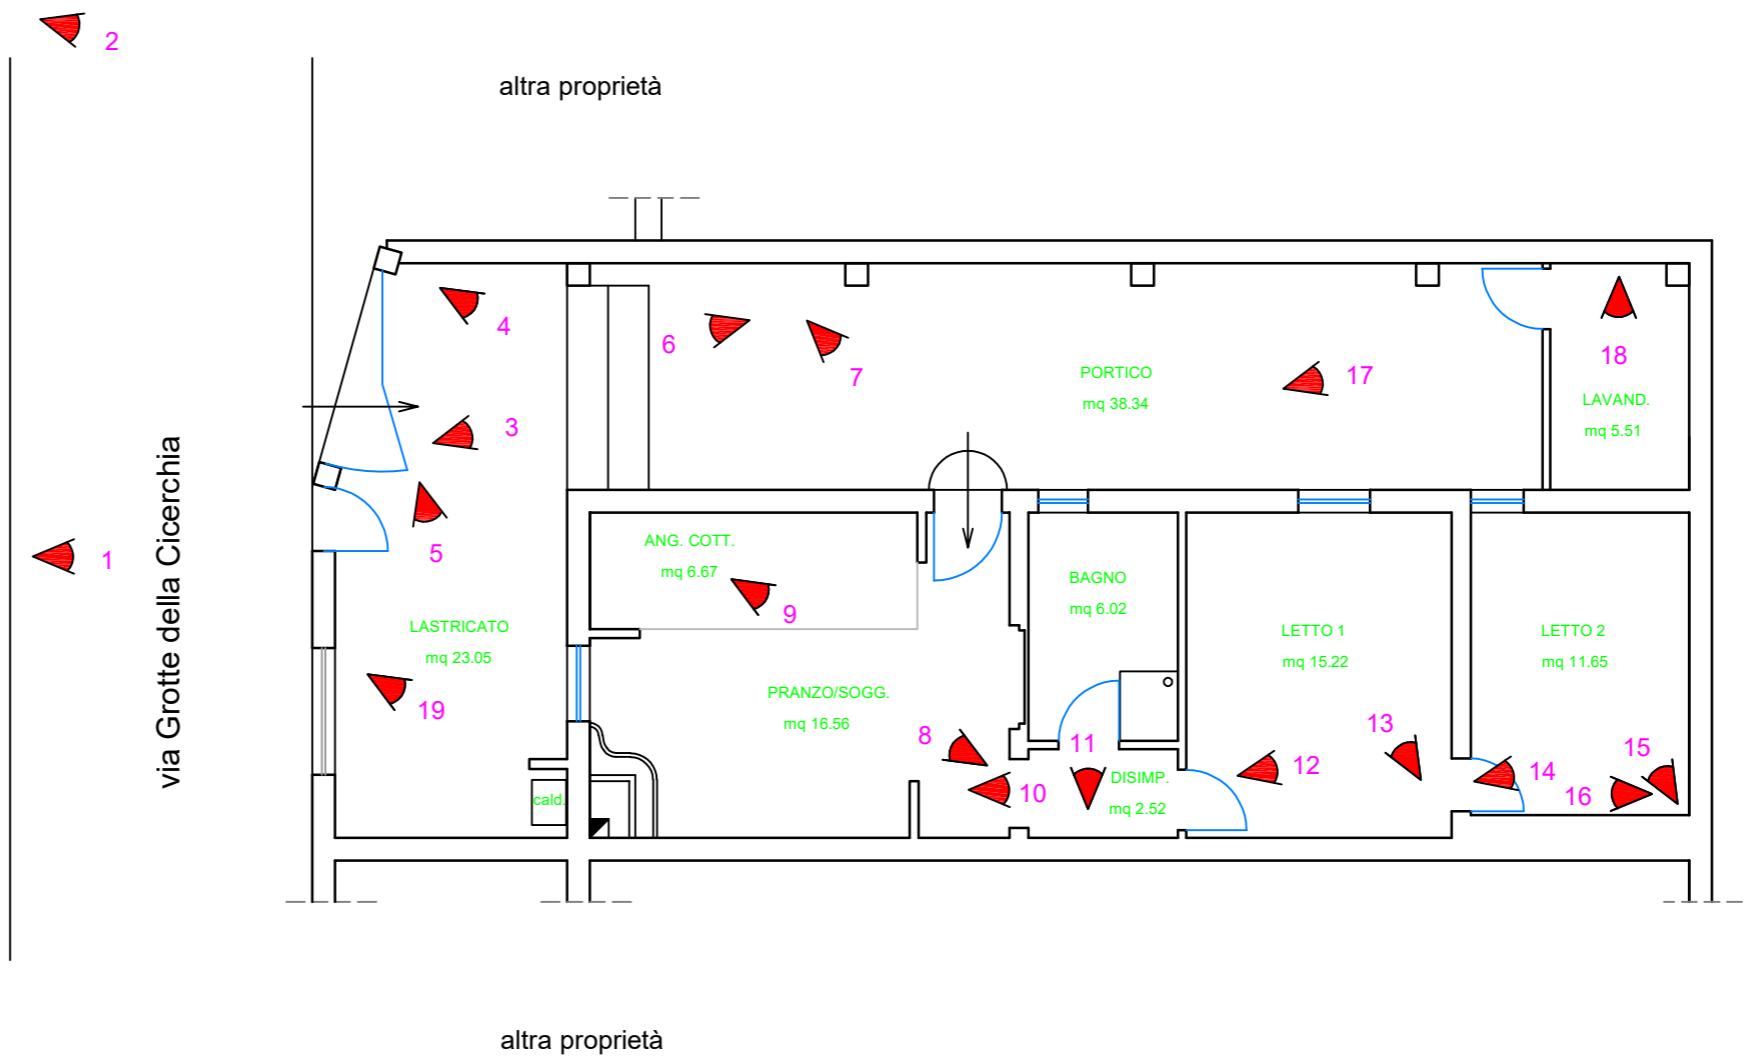 2
altra proprietà
4
6
7
17
18
PORTICO
mq 38.34
LAVAND.
mq 5.51
3
via Grotte della Cicerchia
1
5
ANG. COTT.
mq 6.67
9
BAGNO
mq 6.02
LASTRICATO
mq 23.05
LETTO 1
mq 15.22
LETTO 2
mq 11.65
19
PRANZO/SOGG.
mq 16.56
8
10
11
DISIMP.
mq 2.52
12
13
14
15
16
cald.
altra proprietà